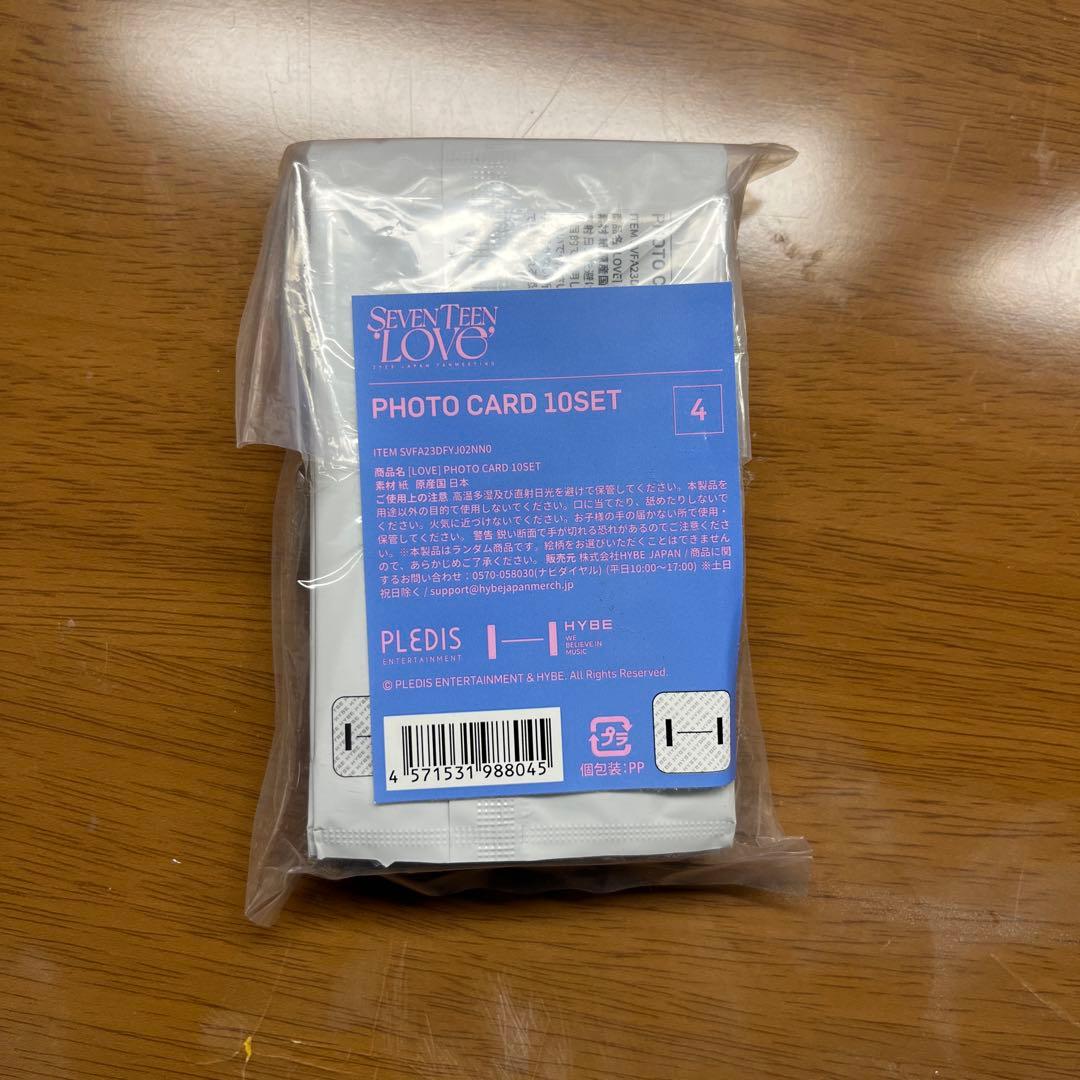 SEVENTEEN
'LOVE'
2023 JAPAN FANMEETING
PHOTO CARD 10SET
4
ITEM SVFA23DFYJ02NN0
商品名 [LOVE] PHOTO CARD 10SET
素材 紙 原産国 日本
ご使用上の注意 高温多湿及び直射日光を避けて保管してください。本製品を
用途以外の目的で使用しないでください。口に当てたり、舐めたりしないで
ください。火気に近づけないでください。お子様の手の届かない所で使用・
保管してください。 警告 鋭い断面で手が切れる恐れがあるのでご注意くださ
い。※本製品はランダム商品です。絵柄をお選びいただくことはできませ
んので、あらかじめご了承ください。 販売元 株式会社HYBE JAPAN / 商品に関
するお問い合わせ：0570-058030(ナビダイヤル) (平日10:00〜17:00) ※土日
祝日除く / support@hybejapanmerch.jp
PLEDIS
ENTERTAINMENT
HYBE
WE
BELIEVE IN
MUSIC
© PLEDIS ENTERTAINMENT & HYBE. All Rights Reserved.
4 571531 988045
プラ
個包装：PP